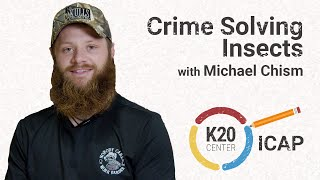 Crime Solving
Insects
with Michael Chism
K20
CENTER
ICAP